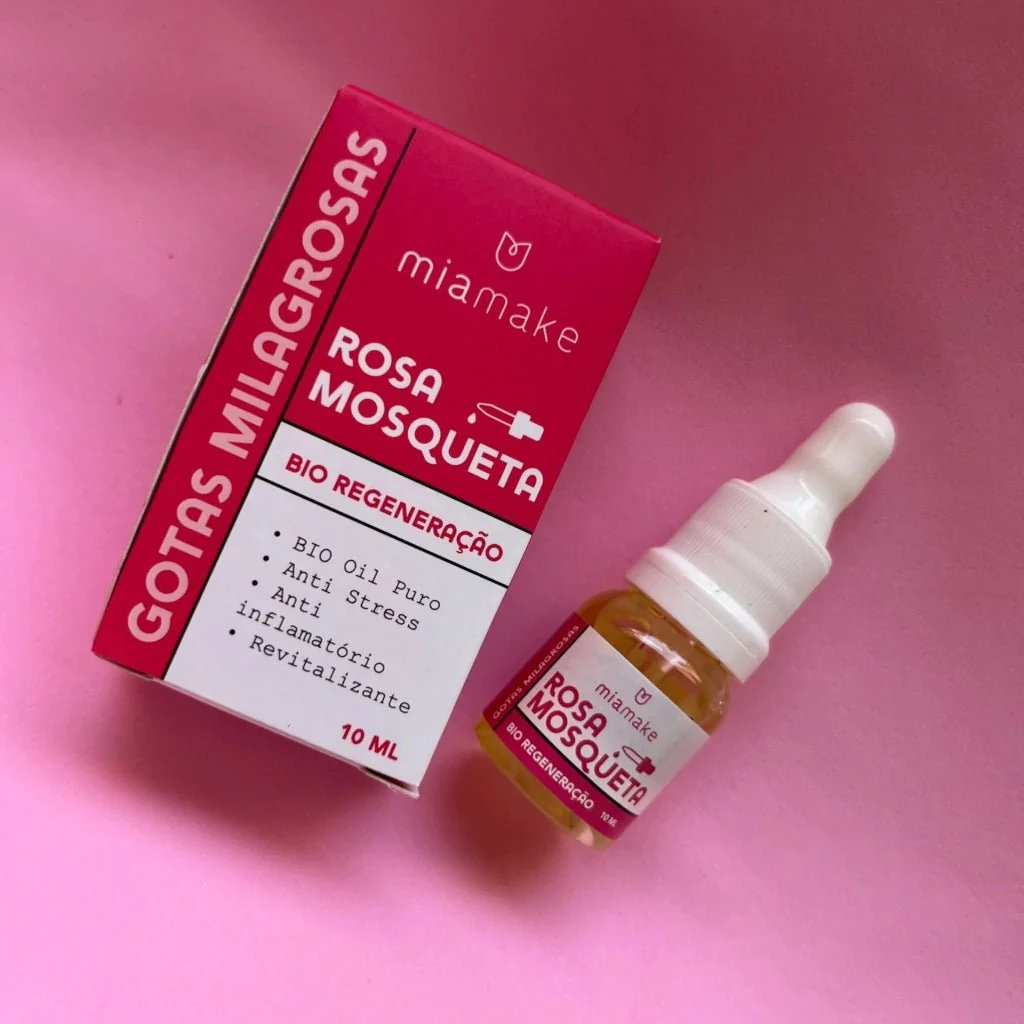 GOTAS MILAGROSAS
miamake
ROSA
MOSQUETA
BIO REGENERAÇÃO
• BIO Oil Puro
• Anti Stress
• Anti
inflamatório
• Revitalizante
10 ML
GOTAS MILAGROSAS
miamake
ROSA
MOSQUETA
BIO REGENERAÇÃO
10 ML